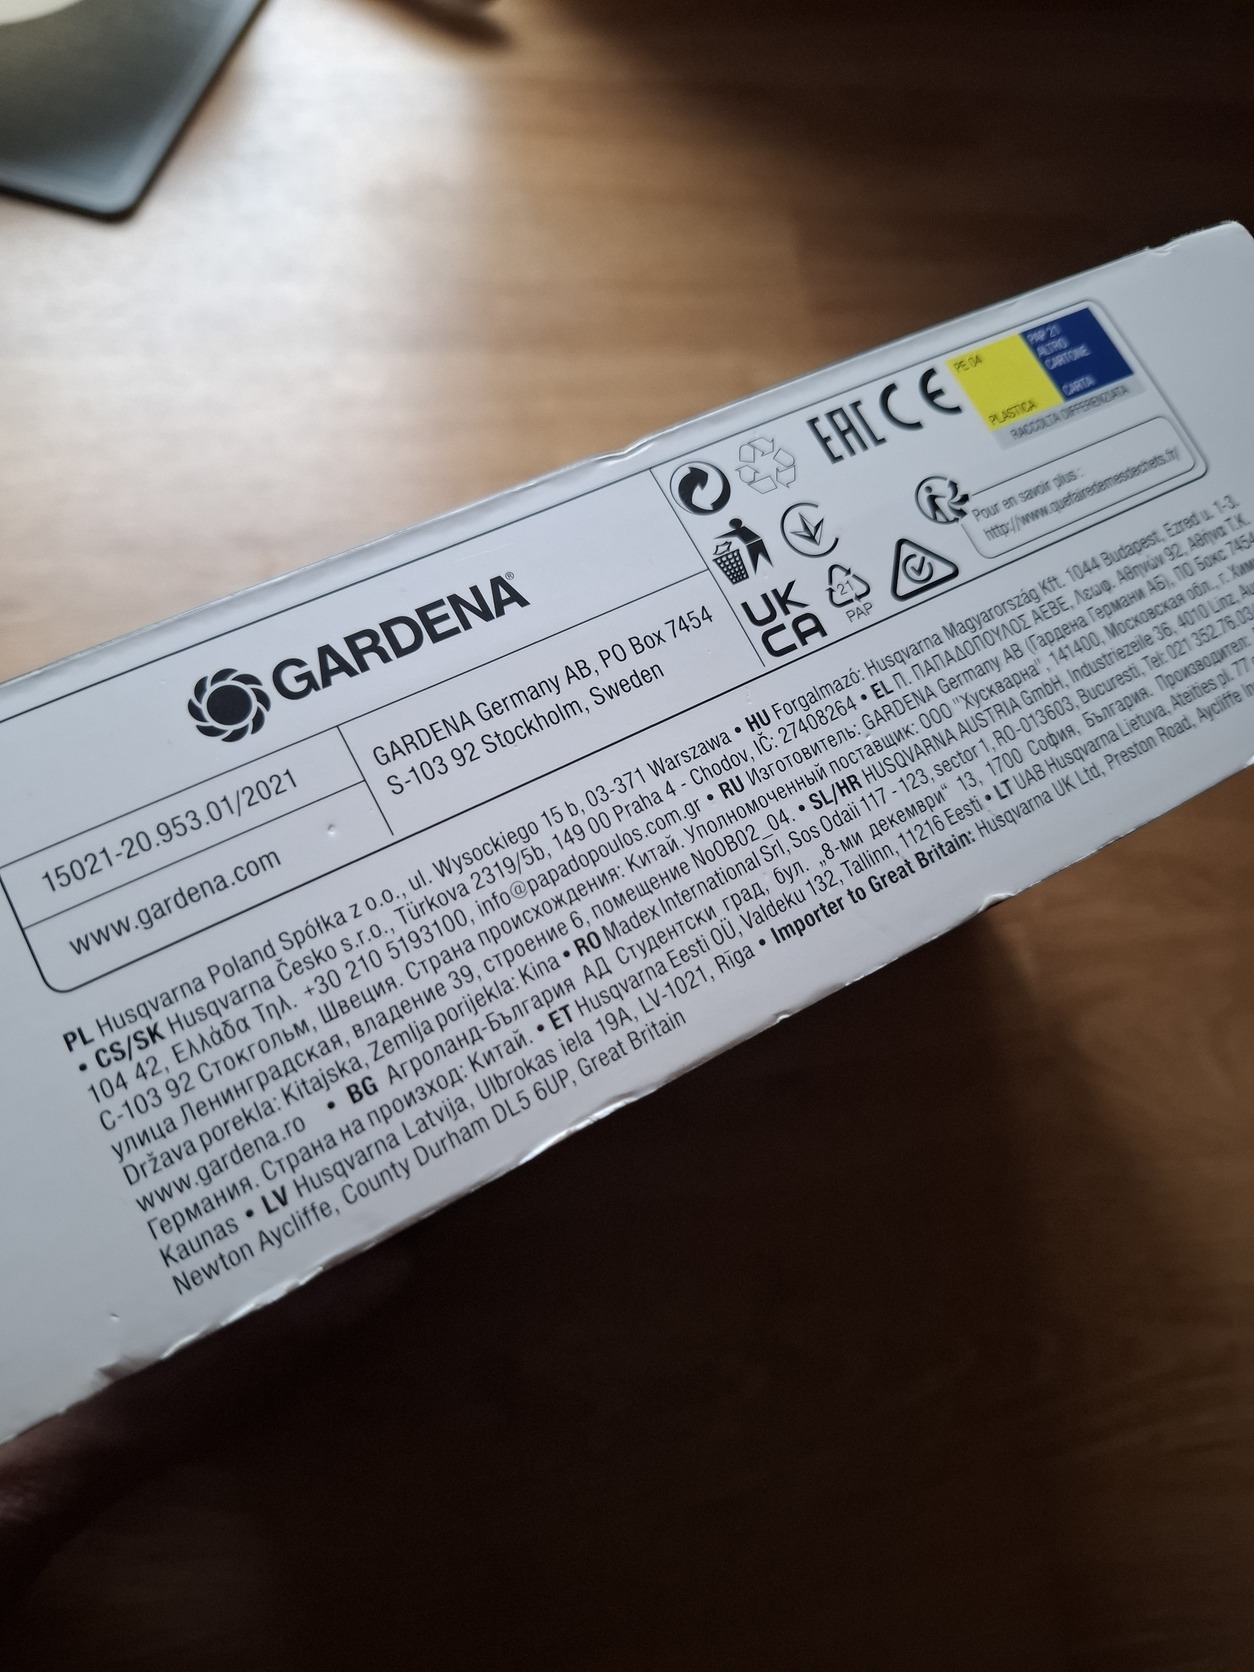 GARDENA®
15021-20.953.01/2021
www.gardena.com
GARDENA Germany AB, PO Box 7454
S-103 92 Stockholm, Sweden
EAC CE
PE 04
PLASTICA
PAP 21
ALTRO
CARTONE
CARTA
RACCOLTA DIFFERENZIATA
UK
CA
21
PAP
Pour en savoir plus :
http://www.quefairedemesdechets.fr/
PL Husqvarna Poland Spółka z o.o., ul. Wysockiego 15 b, 03-371 Warszawa • HU Forgalmazó: Husqvarna Magyarország Kft. 1044 Budapest, Ezred u. 1-3.
• CS/SK Husqvarna Česko s.r.o., Türkova 2319/5b, 149 00 Praha 4 - Chodov, IČ: 27408264 • EL Π. ΠΑΠΑΔΟΠΟΥΛΟΣ ΑΕΒΕ, Λεωφ. Αθηνών 92, Αθήνα Τ.Κ.
104 42, Ελλάδα Τηλ. +30 210 5193100, info@papadopoulos.com.gr • RU Изготовитель: GARDENA Germany AB (Гардена Германи АБ), ПО Бокс 7454
С-103 92 Стокгольм, Швеция. Страна происхождения: Китай. Уполномоченный поставщик: ООО "Хускварна", 141400, Московская обл., г.
улица Ленинградская, владение 39, строение 6, помещение NoOB02_04. • SL/HR HUSQVARNA AUSTRIA GmbH, Industriezeile 36, 4010 Linz,
Država porekla: Kitajska, Zemlja porijekla: Kina • RO Madex International Srl, Sos Odaii 117 - 123, sector 1, RO-013603, Bucuresti, Tel: 021 352.76.03
www.gardena.ro • BG Агроланд-България АД Студентски град, бул. „8-ми декември“ 13, 1700 София, България. Производител:
Германия. Страна на произход: Китай. • ET Husqvarna Eesti OÜ, Valdeku 132, Tallinn, 11216 Eesti • LT UAB Husqvarna Lietuva, Ateities pl. 77
Kaunas • LV Husqvarna Latvija, Ulbrokas iela 19A, LV-1021, Rīga • Importer to Great Britain: Husqvarna UK Ltd, Preston Road, Aycliffe
Newton Aycliffe, County Durham DL5 6UP, Great Britain